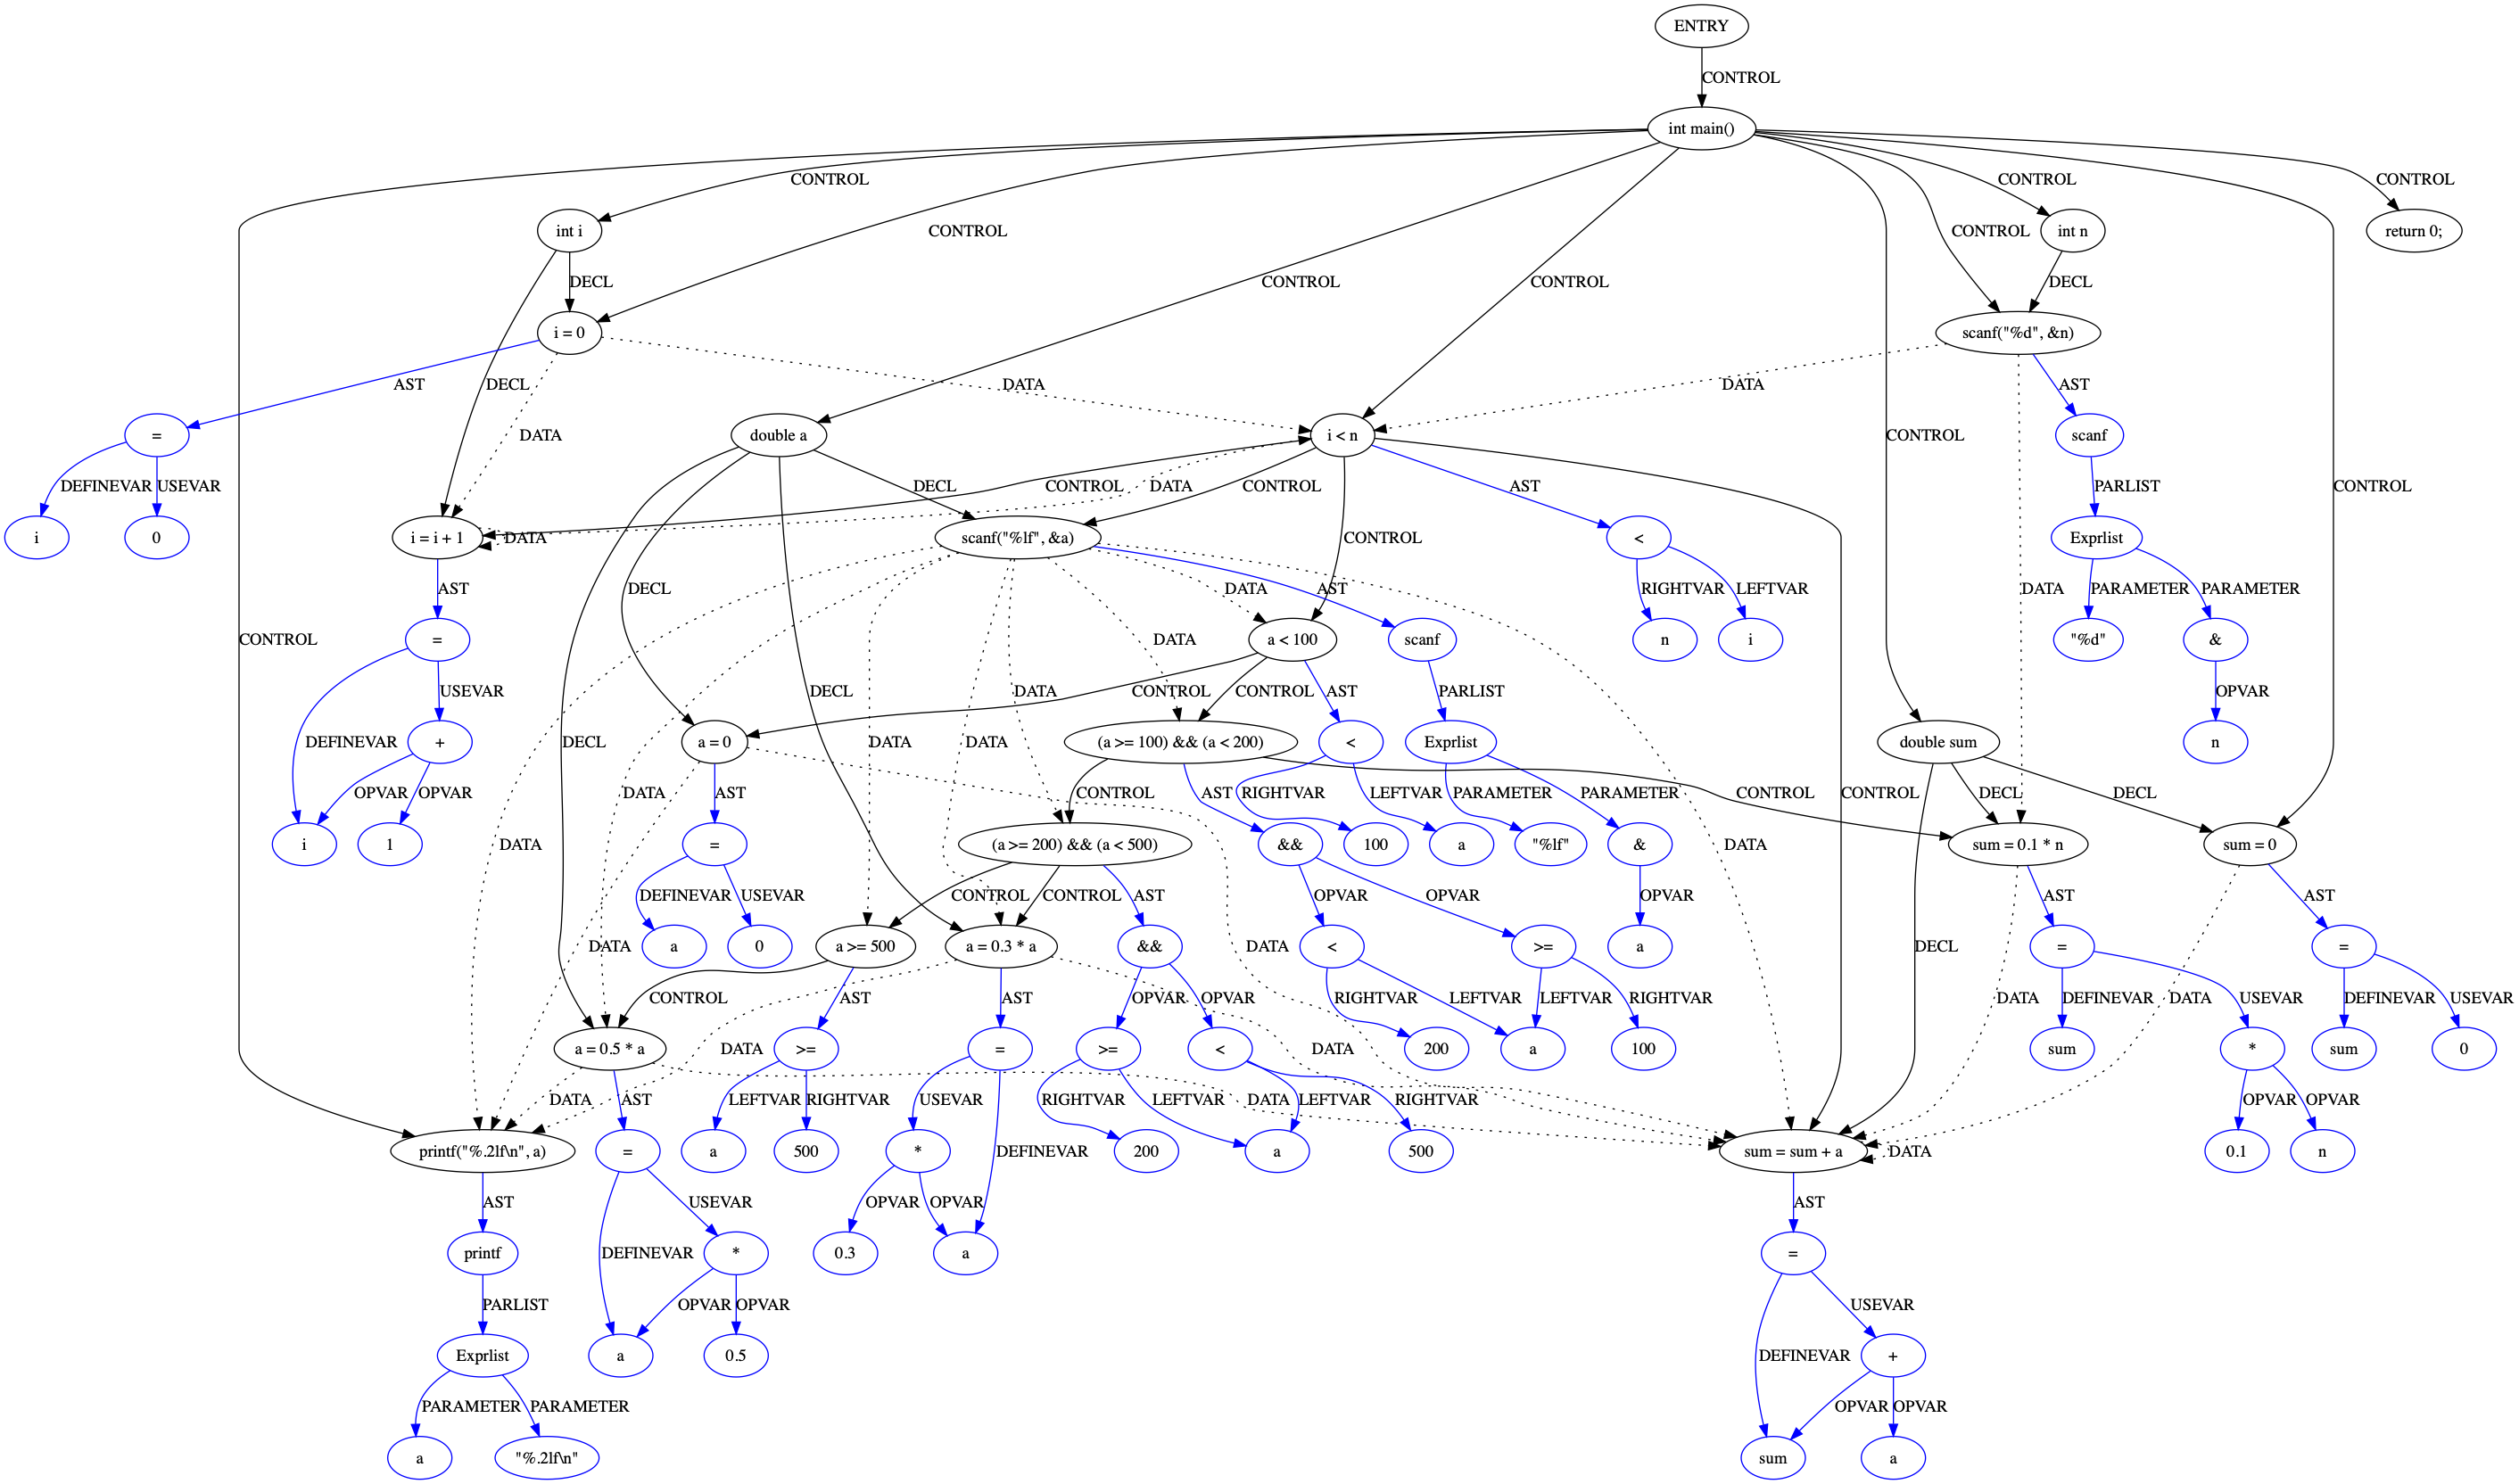 ENTRY
CONTROL
int main()
CONTROL
CONTROL
CONTROL
int i
CONTROL
CONTROL
int n
return 0;
CONTROL
CONTROL
CONTROL
DECL
DECL
i = 0
scanf("%d", &n)
AST
DECL
DATA
DATA
AST
=
DATA
double a
i < n
CONTROL
scanf
DEFINEVAR
USEVAR
CONTROL
DATA
DECL
CONTROL
AST
PARLIST
CONTROL
i
0
i = i + 1
DATA
scanf("%lf", &a)
CONTROL
<
Exprlist
AST
DECL
DATA
AST
RIGHTVAR
LEFTVAR
DATA
PARAMETER
PARAMETER
CONTROL
=
DATA
a < 100
scanf
n
i
"%d"
&
USEVAR
DECL
CONTROL
CONTROL
AST
PARLIST
OPVAR
DEFINEVAR
+
DECL
a = 0
DATA
DATA
DATA
(a >= 100) && (a < 200)
<
Exprlist
double sum
n
OPVAR
OPVAR
DATA
AST
CONTROL
AST
RIGHTVAR
LEFTVAR
PARAMETER
PARAMETER
CONTROL
CONTROL
DECL
DECL
i
1
DATA
=
(a >= 200) && (a < 500)
&&
100
a
"%lf"
&
DATA
sum = 0.1 * n
sum = 0
DEFINEVAR
USEVAR
CONTROL
CONTROL
AST
OPVAR
OPVAR
OPVAR
AST
AST
DATA
a
0
a >= 500
a = 0.3 * a
&&
DATA
<
>=
a
DECL
=
=
CONTROL
AST
AST
OPVAR
OPVAR
RIGHTVAR
LEFTVAR
LEFTVAR
RIGHTVAR
DATA
DEFINEVAR
DATA
USEVAR
DEFINEVAR
USEVAR
a = 0.5 * a
DATA
>=
=
>=
<
DATA
200
a
100
sum
*
sum
0
DATA
AST
LEFTVAR
RIGHTVAR
USEVAR
RIGHTVAR
LEFTVAR
DATA
LEFTVAR
RIGHTVAR
OPVAR
OPVAR
printf("%.2lf\n", a)
=
a
500
*
DEFINEVAR
200
a
500
sum = sum + a
DATA
0.1
n
AST
USEVAR
OPVAR
OPVAR
AST
printf
DEFINEVAR
*
0.3
a
=
PARLIST
OPVAR
OPVAR
USEVAR
Exprlist
a
0.5
DEFINEVAR
+
PARAMETER
PARAMETER
OPVAR
OPVAR
a
"%.2lf\n"
sum
a